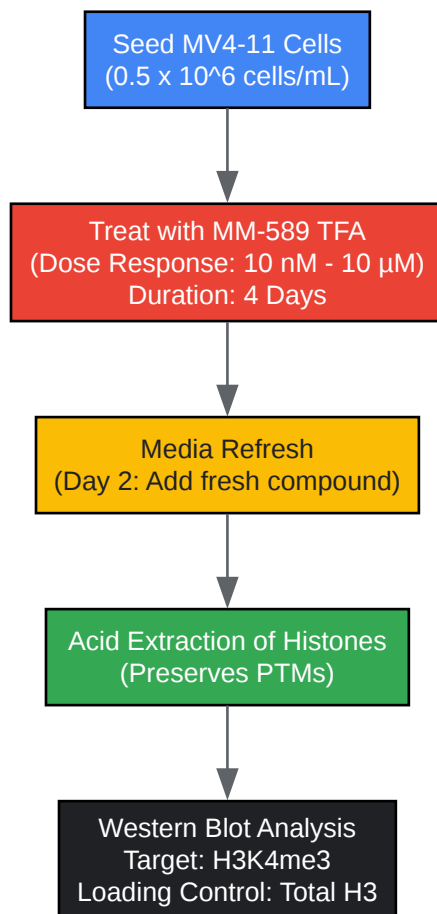 Seed MV4-11 Cells
(0.5 x 10^6 cells/mL)
Treat with MM-589 TFA
(Dose Response: 10 nM - 10 µM)
Duration: 4 Days
Media Refresh
(Day 2: Add fresh compound)
Acid Extraction of Histones
(Preserves PTMs)
Western Blot Analysis
Target: H3K4me3
Loading Control: Total H3